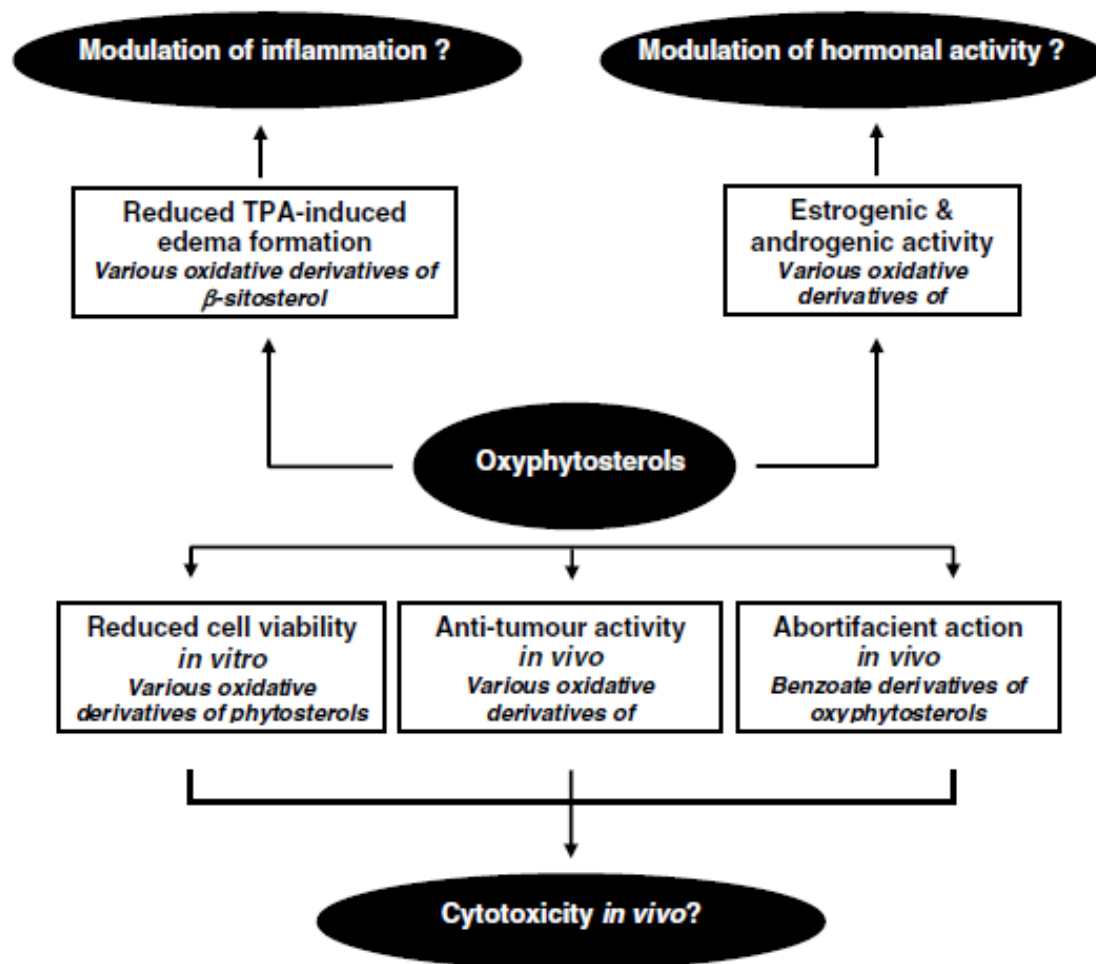 Modulation of inflammation ?
Modulation of hormonal activity ?
Reduced TPA-induced
edema formation
Various oxidative derivatives of
β-sitosterol
Estrogenic &
androgenic activity
Various oxidative
derivatives of
Oxyphytosterols
Reduced cell viability
in vitro
Various oxidative
derivatives of phytosterols
Anti-tumour activity
in vivo
Various oxidative
derivatives of
Abortifacient action
in vivo
Benzoate derivatives of
oxyphytosterols
Cytotoxicity in vivo?